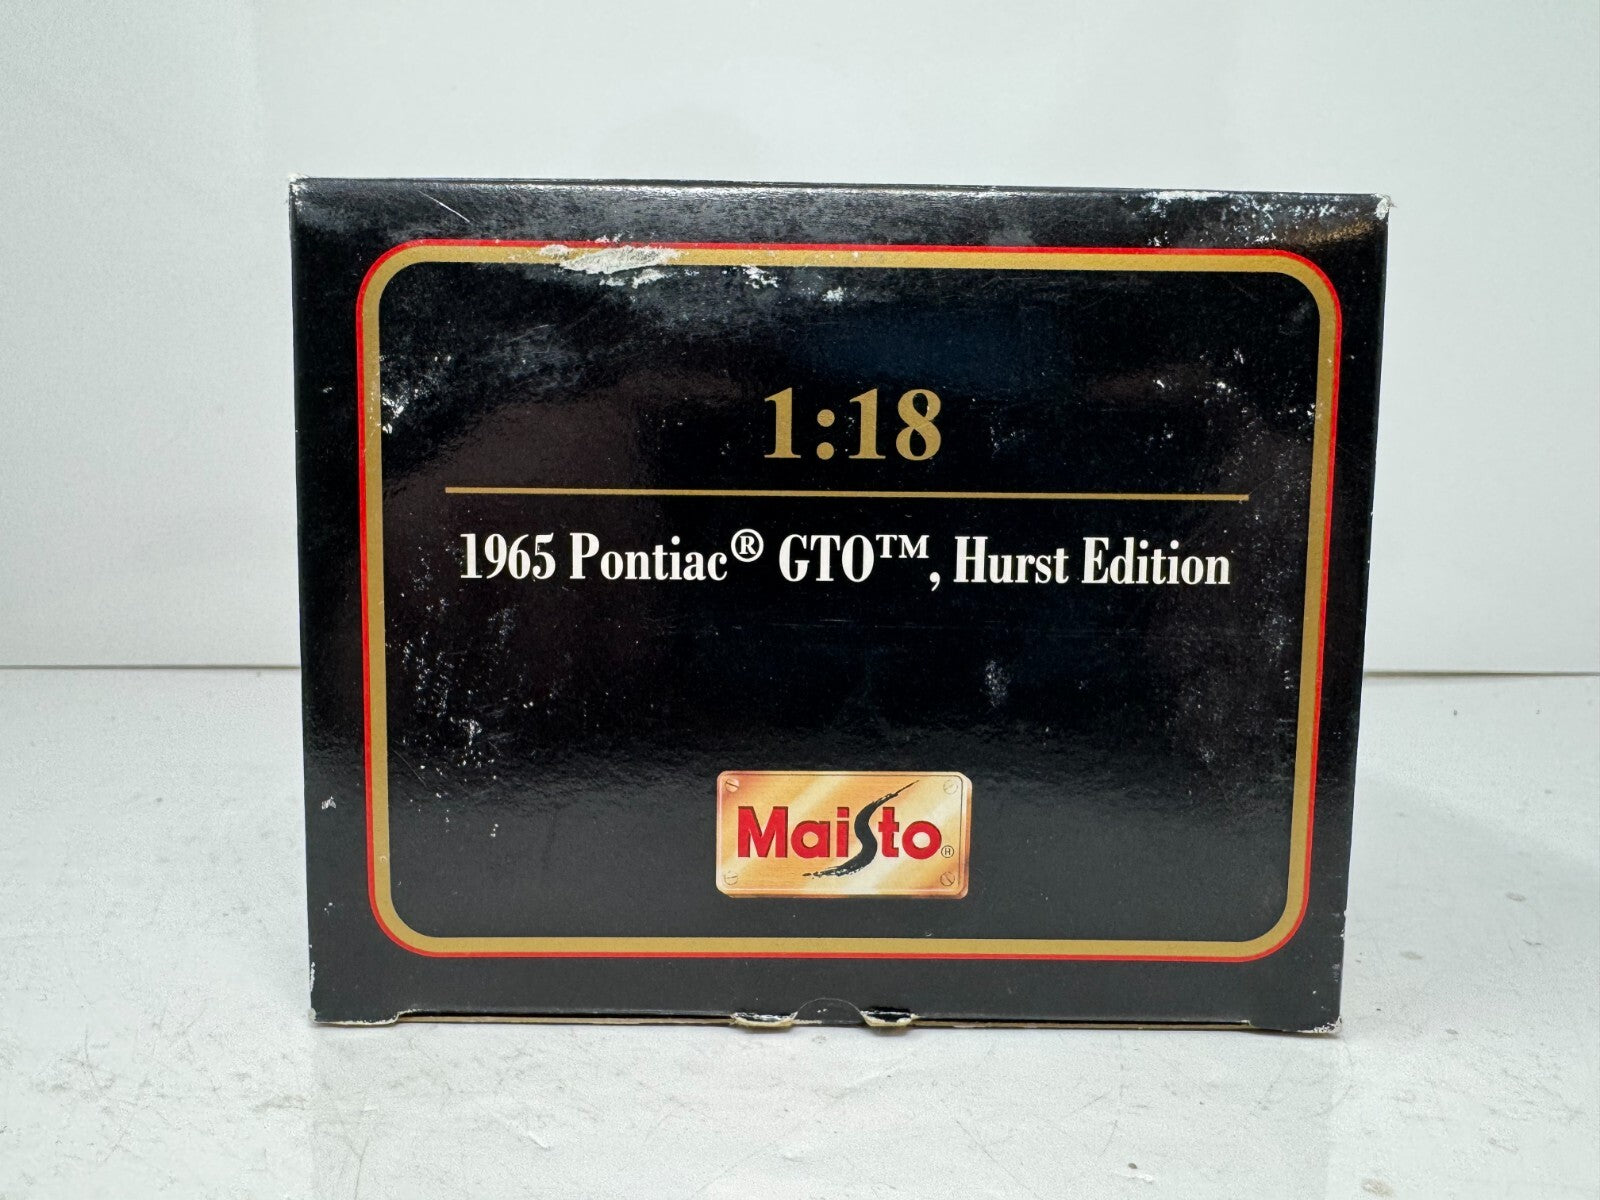 1:18
1965 Pontiac® GTO™, Hurst Edition
Maisto®